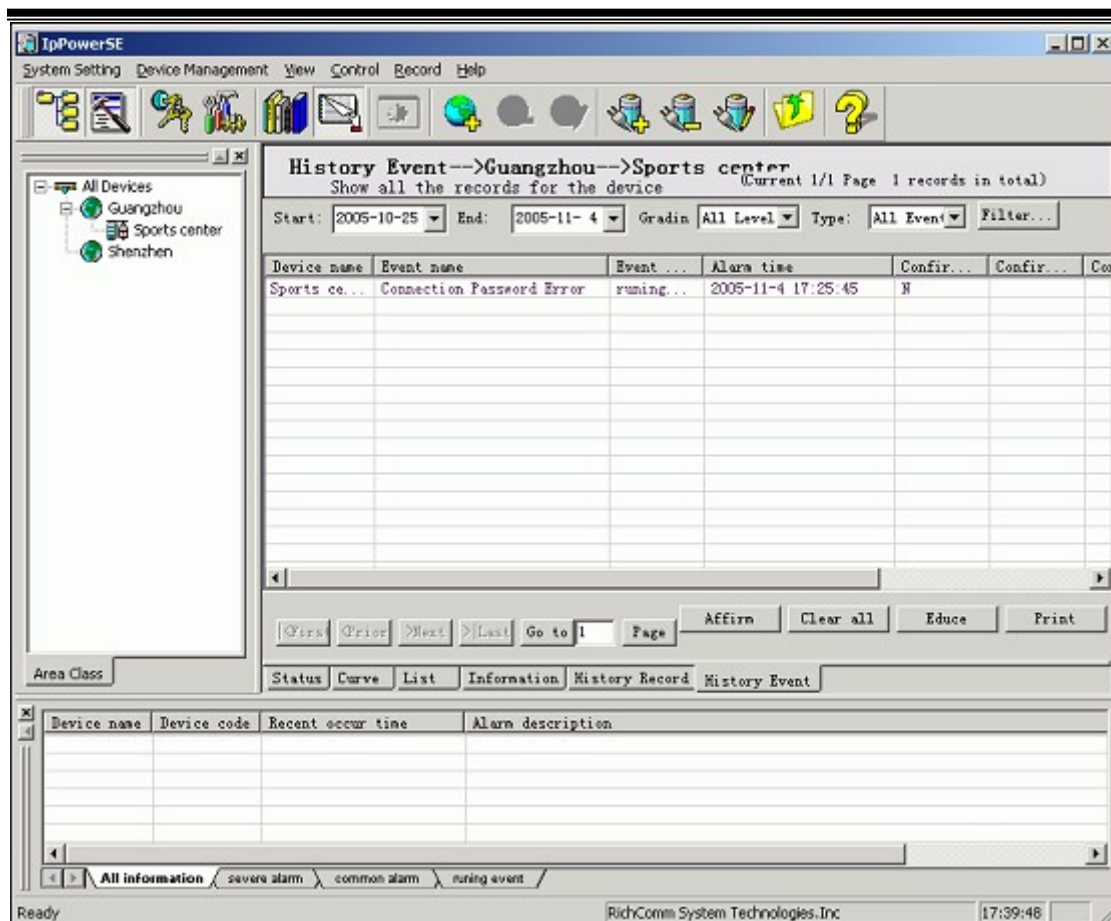 IpPowerSE
System Setting Device Management View Control Record Help
All Devices
Guangzhou
Sports center
Shenzhen
Area Class
History Event-->Guangzhou-->Sports center
Show all the records for the device (Current 1/1 Page 1 records in total)
Start: 2005-10-25 End: 2005-11- 4 Gradin All Level Type: All Event Filter...
Device name Event name Event ... Alarm time Confir... Confir... Co
Sports ce... Connection Password Error runing... 2005-11-4 17:25:45 N
|<First <Prior >Next >|Last Go to 1 Page Affirm Clear all Educe Print
Status Curve List Information History Record History Event
Device name Device code Recent occur time Alarm description
All information severe alarm common alarm runing event
Ready RichComm System Technologies.Inc 17:39:48